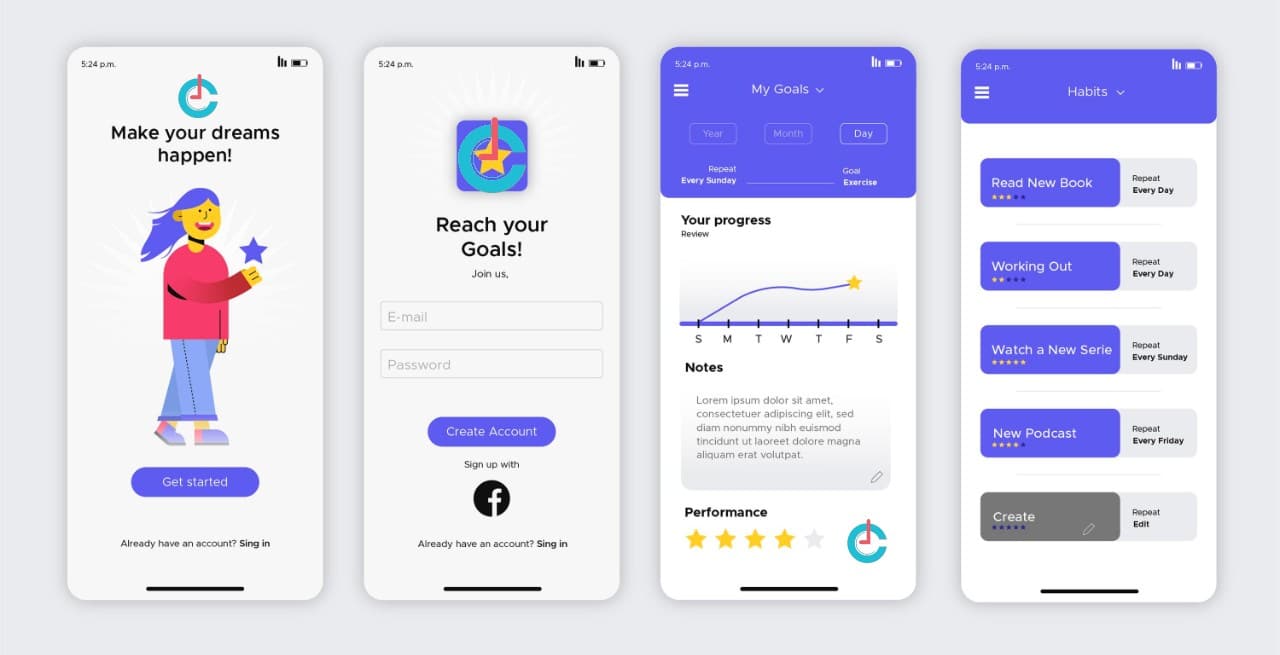 5:24 p.m.
Make your dreams
happen!
Get started
Already have an account? Sing in
5:24 p.m.
Reach your
Goals!
Join us,
E-mail
Password
Create Account
Sign up with
f
Already have an account? Sing in
5:24 p.m.
My Goals
Year Month Day
Repeat Goal
Every Sunday Exercise
Your progress
Review
S M T W T F S
Notes
Lorem ipsum dolor sit amet,
consectetuer adipiscing elit, sed
diam nonummy nibh euismod
tincidunt ut laoreet dolore magna
aliquam erat volutpat.
Performance
5:24 p.m.
Habits
Read New Book
Repeat
Every Day
Working Out
Repeat
Every Day
Watch a New Serie
Repeat
Every Sunday
New Podcast
Repeat
Every Friday
Create
Repeat
Edit